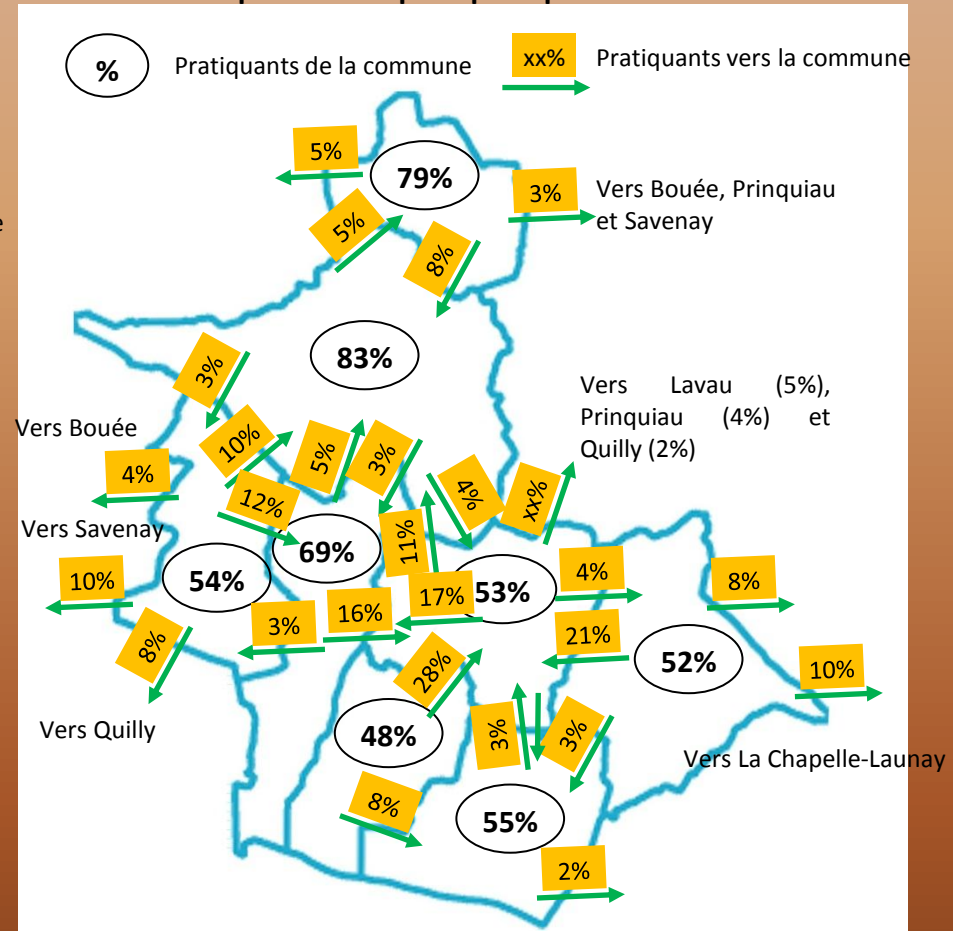 %
Pratiquants de la commune
xx%
Pratiquants vers la commune
5%
79%
3%
Vers Bouée, Prinquiau
et Savenay
5%
8%
83%
3%
Vers Lavau (5%),
Prinquiau (4%) et
Quilly (2%)
Vers Bouée
10%
5%
3%
4%
4%
xx%
12%
Vers Savenay
11%
69%
10%
54%
17%
53%
4%
8%
3%
16%
21%
8%
28%
52%
10%
Vers Quilly
48%
3%
3%
Vers La Chapelle-Launay
8%
55%
2%